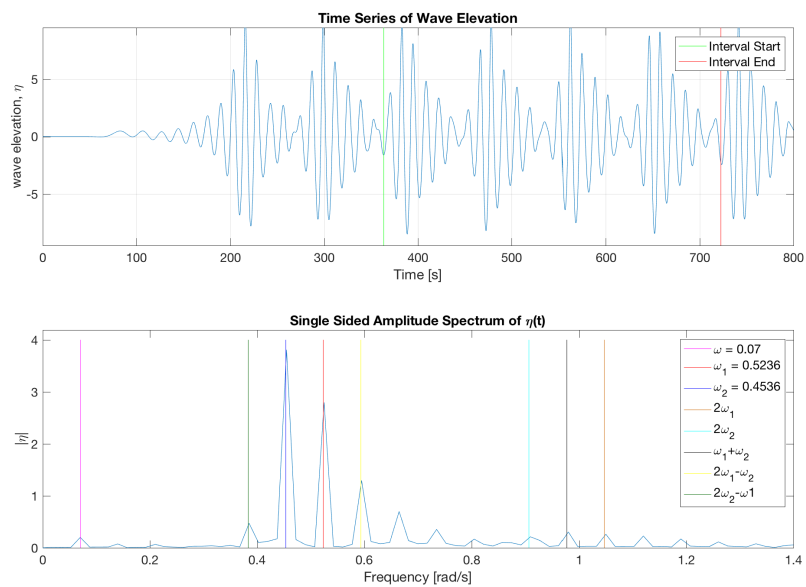 Time Series of Wave Elevation
wave elevation, η
5
0
-5
Interval Start
Interval End
0 100 200 300 400 500 600 700 800
Time [s]
Single Sided Amplitude Spectrum of η(t)
|η|
4
3
2
1
0
ω = 0.07
ω₁ = 0.5236
ω₂ = 0.4536
2ω₁
2ω₂
ω₁+ω₂
2ω₁-ω₂
2ω₂-ω1
0 0.2 0.4 0.6 0.8 1 1.2 1.4
Frequency [rad/s]